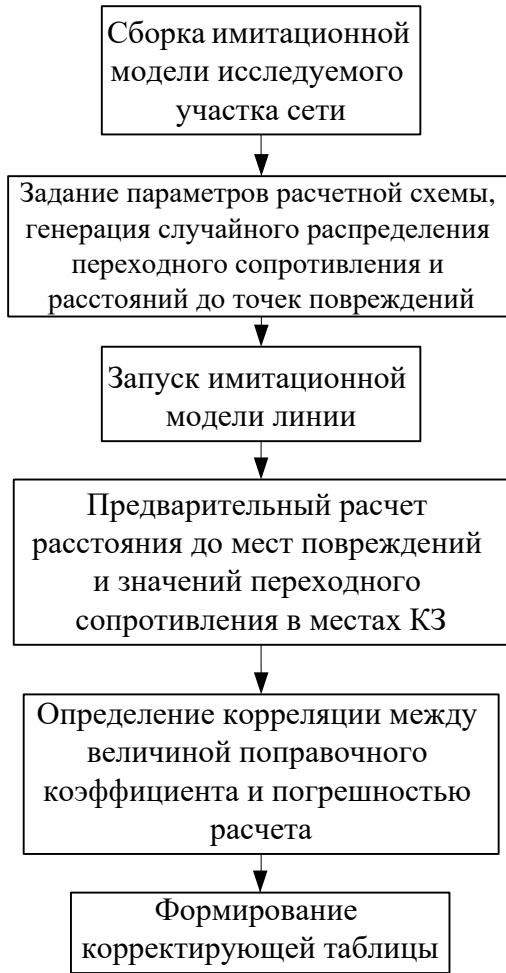 Сборка имитационной
модели исследуемого
участка сети
Задание параметров расчетной схемы,
генерация случайного распределения
переходного сопротивления и
расстояний до точек повреждений
Запуск имитационной
модели линии
Предварительный расчет
расстояния до мест повреждений
и значений переходного
сопротивления в местах КЗ
Определение корреляции между
величиной поправочного
коэффициента и погрешностью
расчета
Формирование
корректирующей таблицы